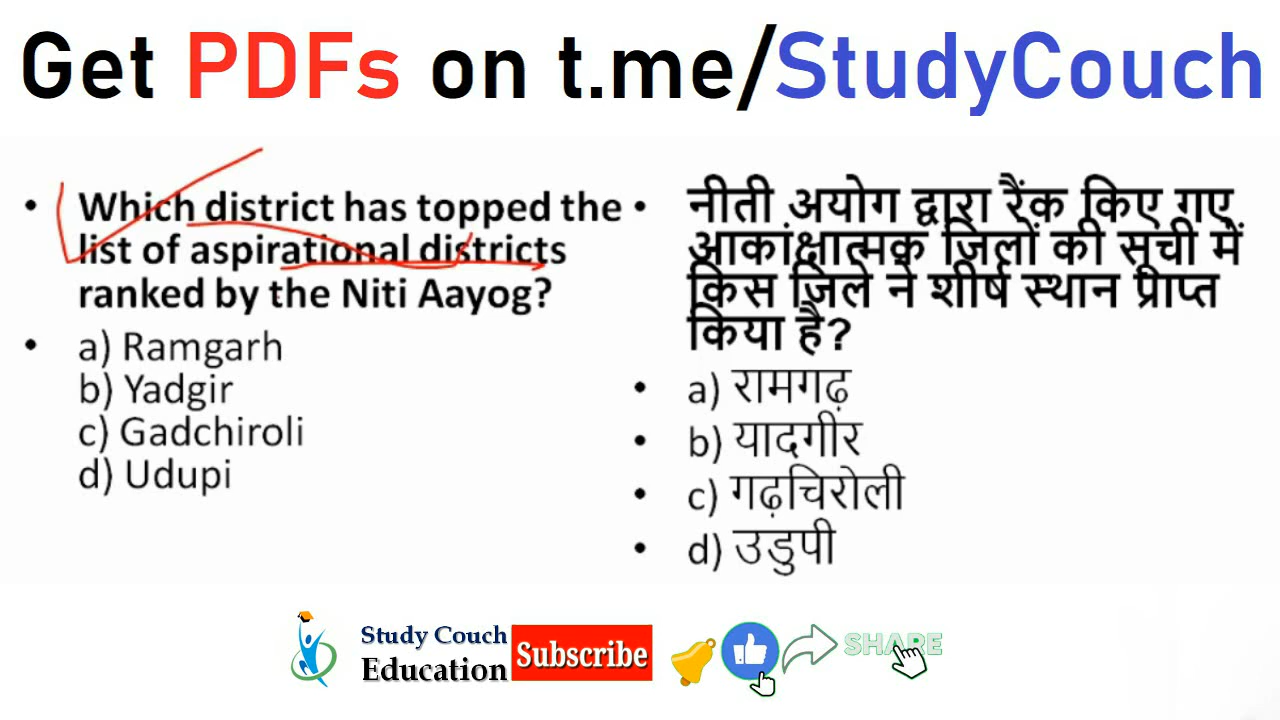 Get PDFs on t.me/StudyCouch
• Which district has topped the
list of aspirational districts
ranked by the Niti Aayog?
• a) Ramgarh
b) Yadgir
c) Gadchiroli
d) Udupi
• नीती अयोग द्वारा रैंक किए गए
आकांक्षात्मक जिलों की सूची में
किस जिले ने शीर्ष स्थान प्राप्त
किया है?
• a) रामगढ़
• b) यादगीर
• c) गढ़चिरोली
• d) उडुपी
Study Couch
Education
Subscribe
SHARE